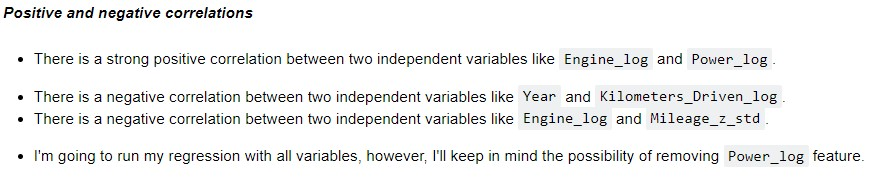 Positive and negative correlations
There is a strong positive correlation between two independent variables like Engine_log and Power_log.
There is a negative correlation between two independent variables like Year and Kilometers_Driven_log.
There is a negative correlation between two independent variables like Engine_log and Mileage_z_std.
I'm going to run my regression with all variables, however, I'll keep in mind the possibility of removing Power_log feature.